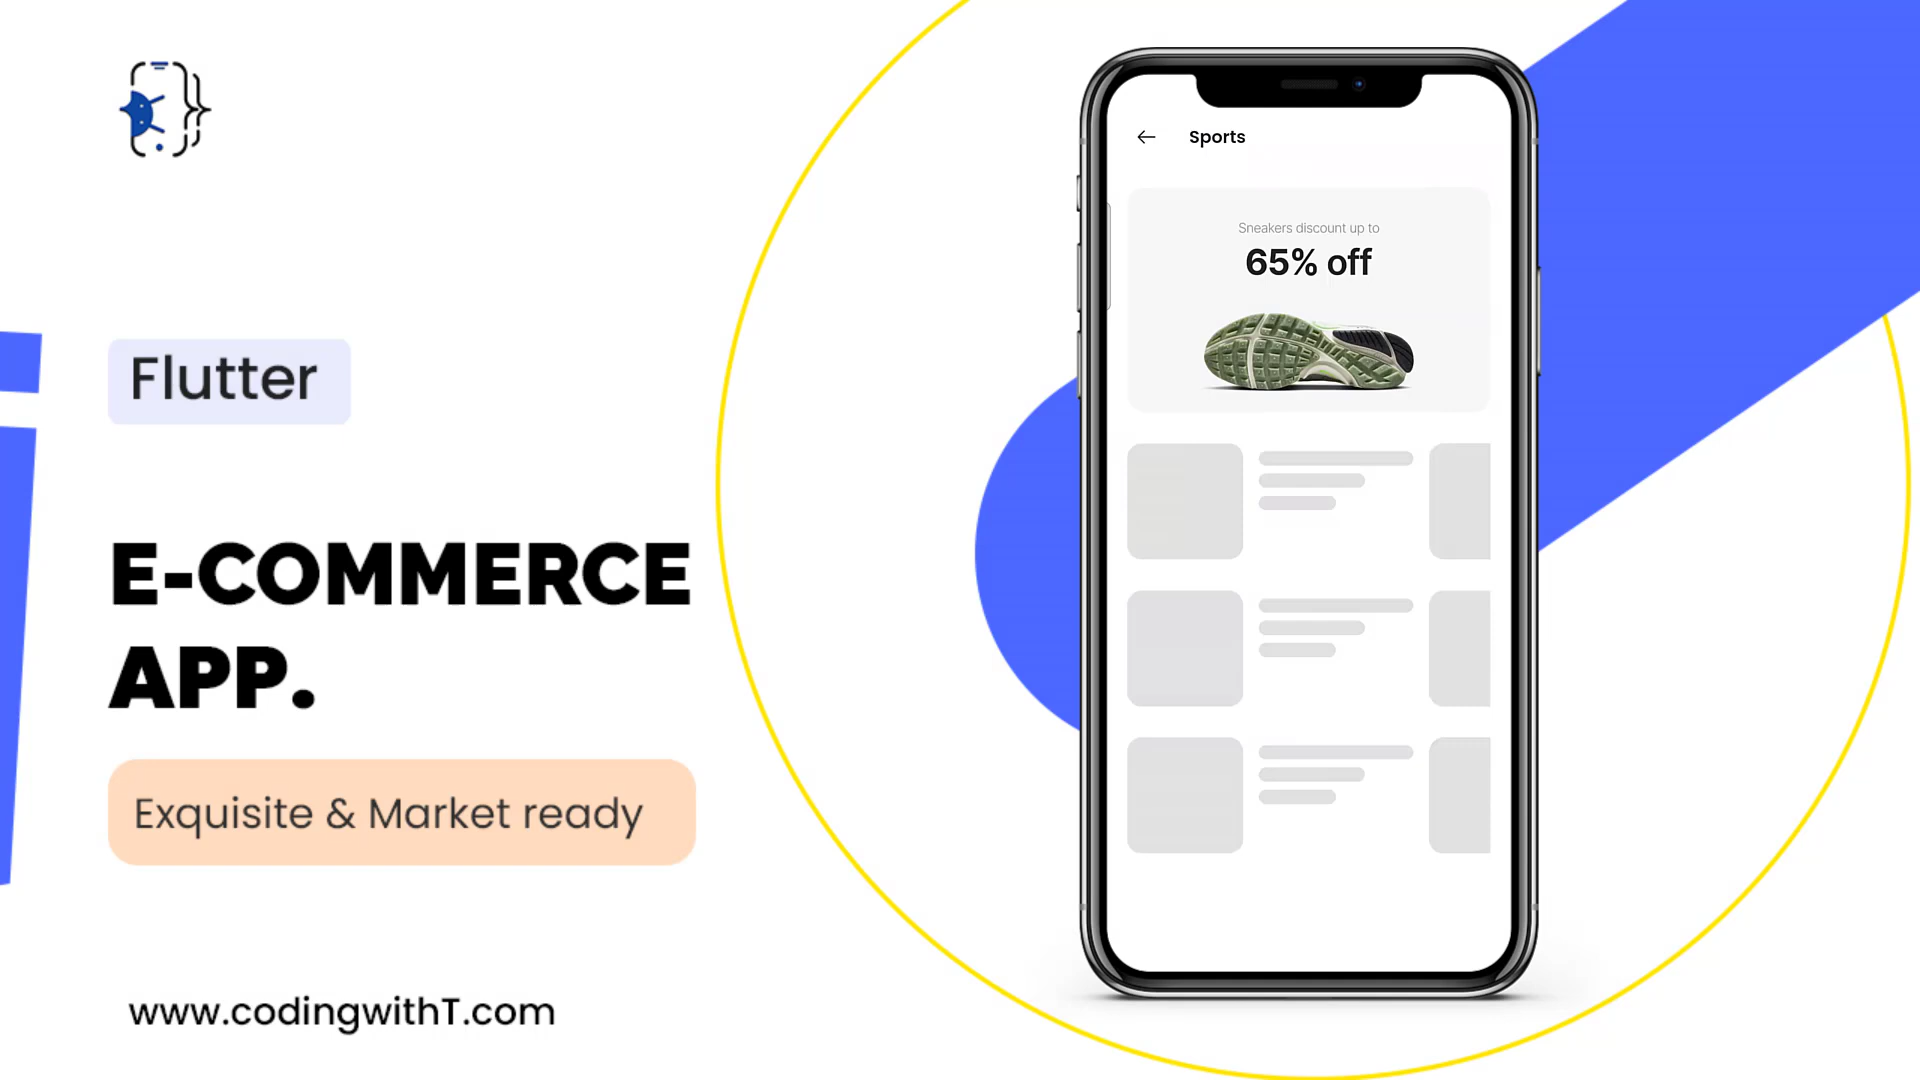 Flutter
E-COMMERCE
APP.
Exquisite & Market ready
www.codingwithT.com
Sports
Sneakers discount up to
65% off